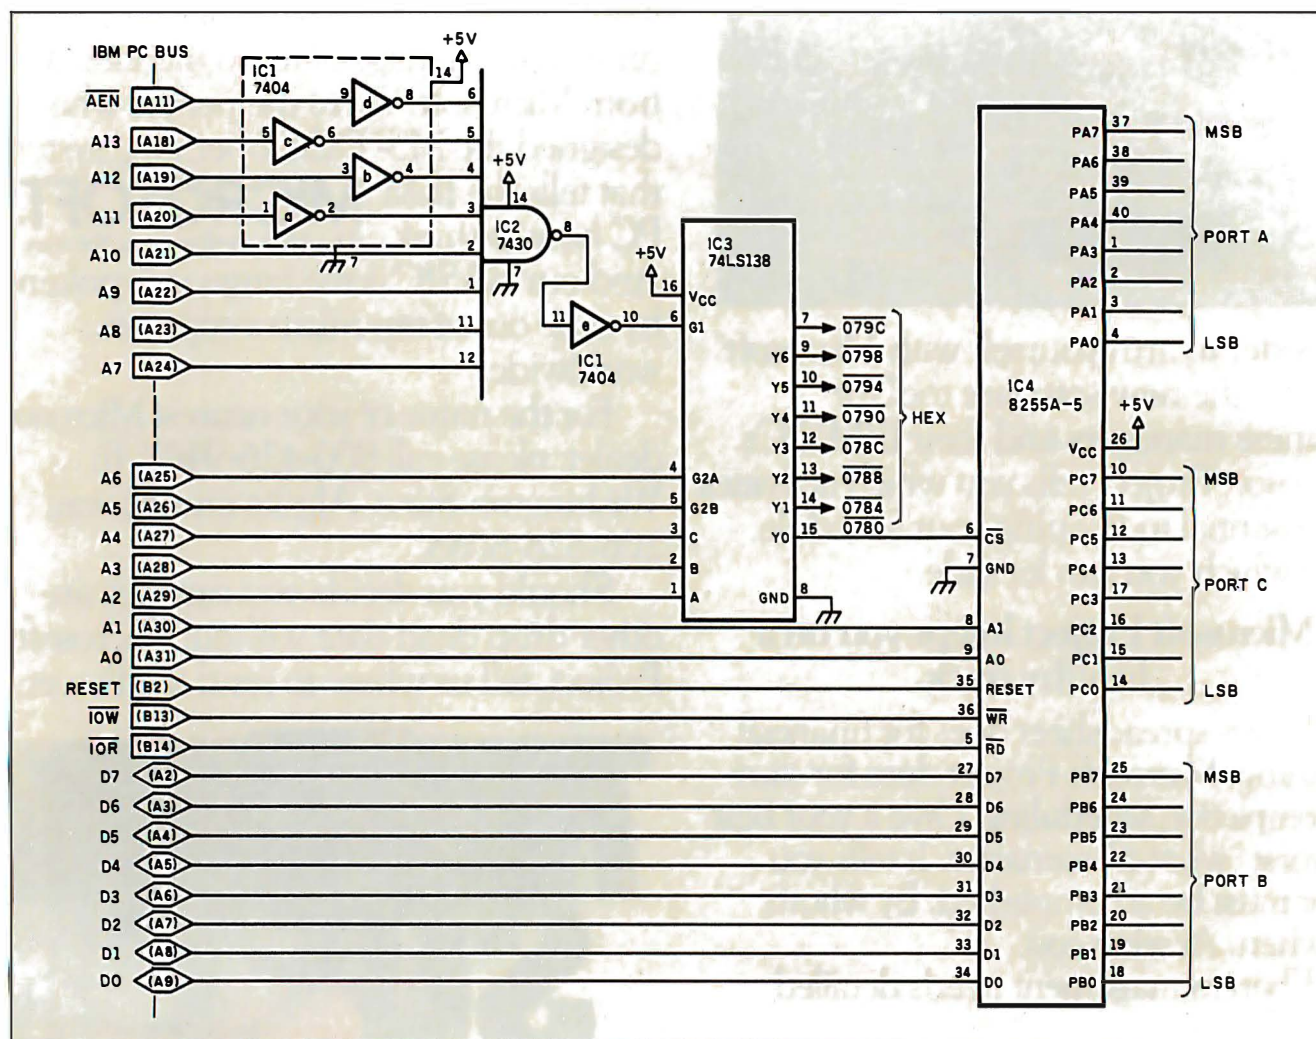 IBM PC BUS
AEN (A11)
A13 (A18)
A12 (A19)
A11 (A20)
A10 (A21)
A9 (A22)
A8 (A23)
A7 (A24)
A6 (A25)
A5 (A26)
A4 (A27)
A3 (A28)
A2 (A29)
A1 (A30)
A0 (A31)
RESET (B2)
IOW (B13)
IOR (B14)
D7 (A2)
D6 (A3)
D5 (A4)
D4 (A5)
D3 (A6)
D2 (A7)
D1 (A8)
D0 (A9)
IC1
7404
14
+5V
9 d 8
5 c 6
3 b 4
1 a 2
7
6
5
4
3
2
1
11
12
+5V
14
IC2
7430
8
7
11 e 10
IC1
7404
+5V
IC3
74LS138
16 VCC
6 G1
4 G2A
5 G2B
3 C
2 B
1 A
7 079C
Y6 9 0798
Y5 10 0794
Y4 11 0790
Y3 12 078C
Y2 13 0788
Y1 14 0784
Y0 15 0780
GND 8
HEX
IC4
8255A-5
6 CS
7 GND
8 A1
9 A0
35 RESET
36 WR
5 RD
27 D7
28 D6
29 D5
30 D4
31 D3
32 D2
33 D1
34 D0
PA7 37 MSB
PA6 38
PA5 39
PA4 40
PA3 1
PA2 2
PA1 3
PA0 4 LSB
PORT A
+5V
VCC 26
PC7 10 MSB
PC6 11
PC5 12
PC4 13
PC3 17
PC2 16
PC1 15
PC0 14 LSB
PORT C
PB7 25 MSB
PB6 24
PB5 23
PB4 22
PB3 21
PB2 20
PB1 19
PB0 18 LSB
PORT B